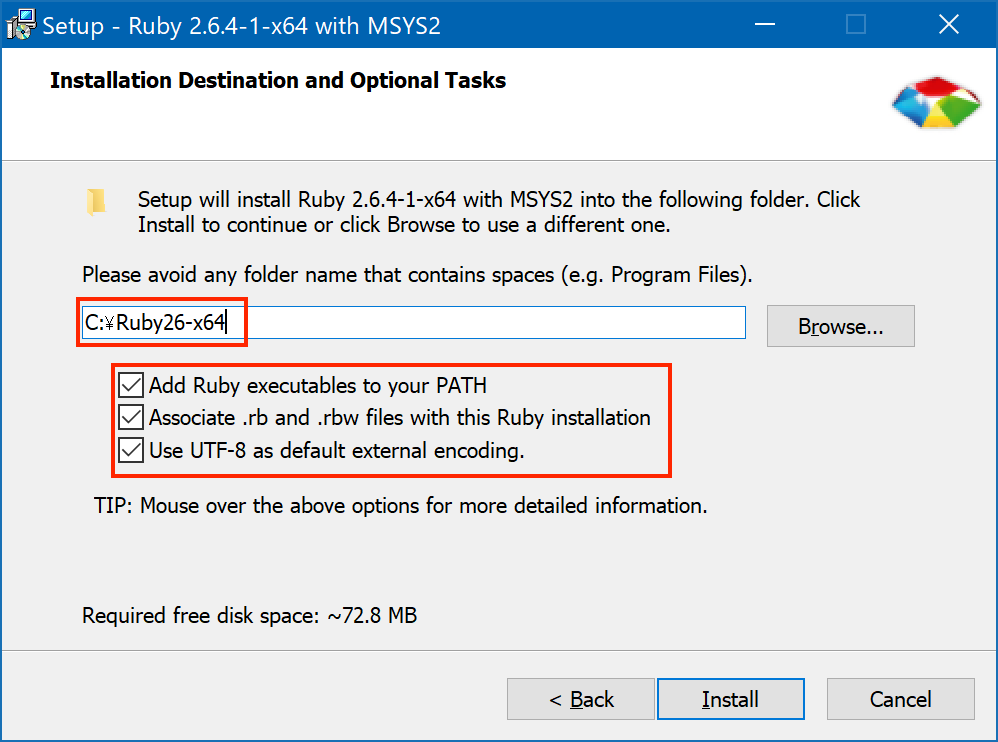 Setup - Ruby 2.6.4-1-x64 with MSYS2
Installation Destination and Optional Tasks
Setup will install Ruby 2.6.4-1-x64 with MSYS2 into the following folder. Click
Install to continue or click Browse to use a different one.
Please avoid any folder name that contains spaces (e.g. Program Files).
C:¥Ruby26-x64
Browse...
Add Ruby executables to your PATH
Associate .rb and .rbw files with this Ruby installation
Use UTF-8 as default external encoding.
TIP: Mouse over the above options for more detailed information.
Required free disk space: ~72.8 MB
< Back
Install
Cancel